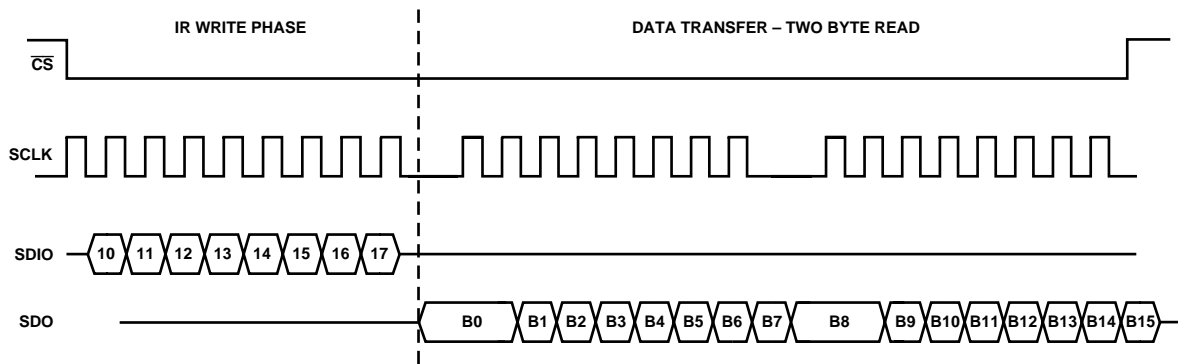 IR WRITE PHASE DATA TRANSFER – TWO BYTE READ
CS
SCLK
SDIO 10 11 12 13 14 15 16 17
SDO B0 B1 B2 B3 B4 B5 B6 B7 B8 B9 B10 B11 B12 B13 B14 B15